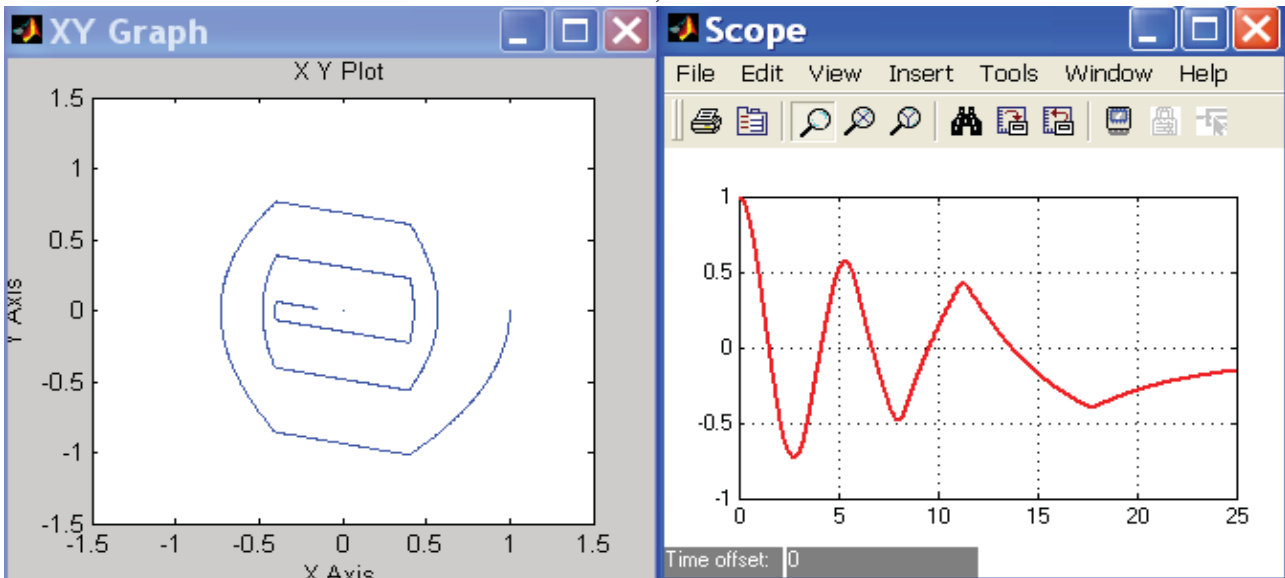 XY Graph
X Y Plot
1.5
1
0.5
0
-0.5
-1
-1.5
-1.5 -1 -0.5 0 0.5 1 1.5
Y Axis
X Axis
Scope
File Edit View Insert Tools Window Help
1
0.5
0
-0.5
-1
0 5 10 15 20 25
Time offset: 0